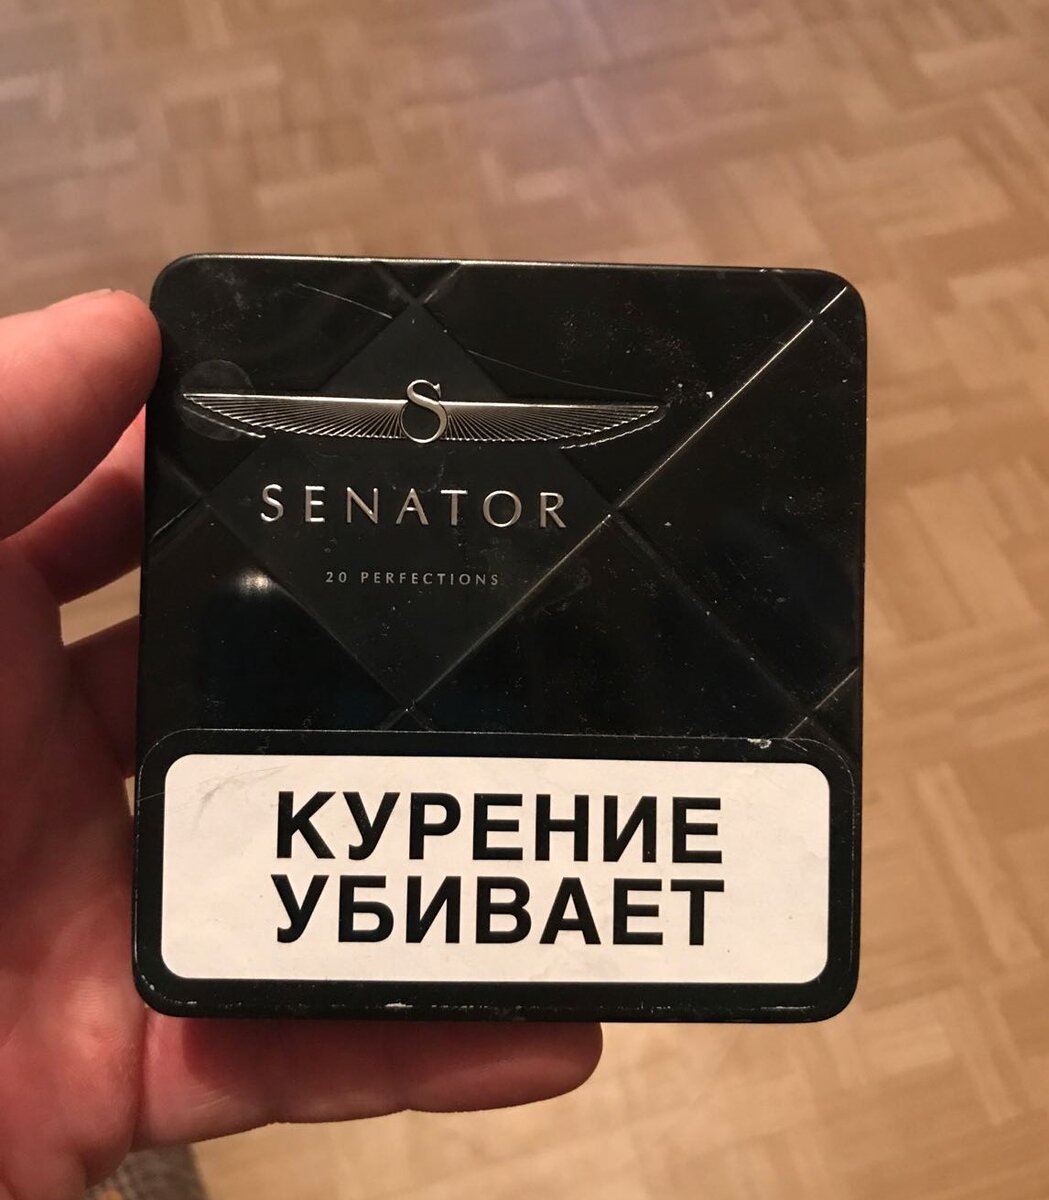 S
SENATOR
20 PERFECTIONS
КУРЕНИЕ
УБИВАЕТ